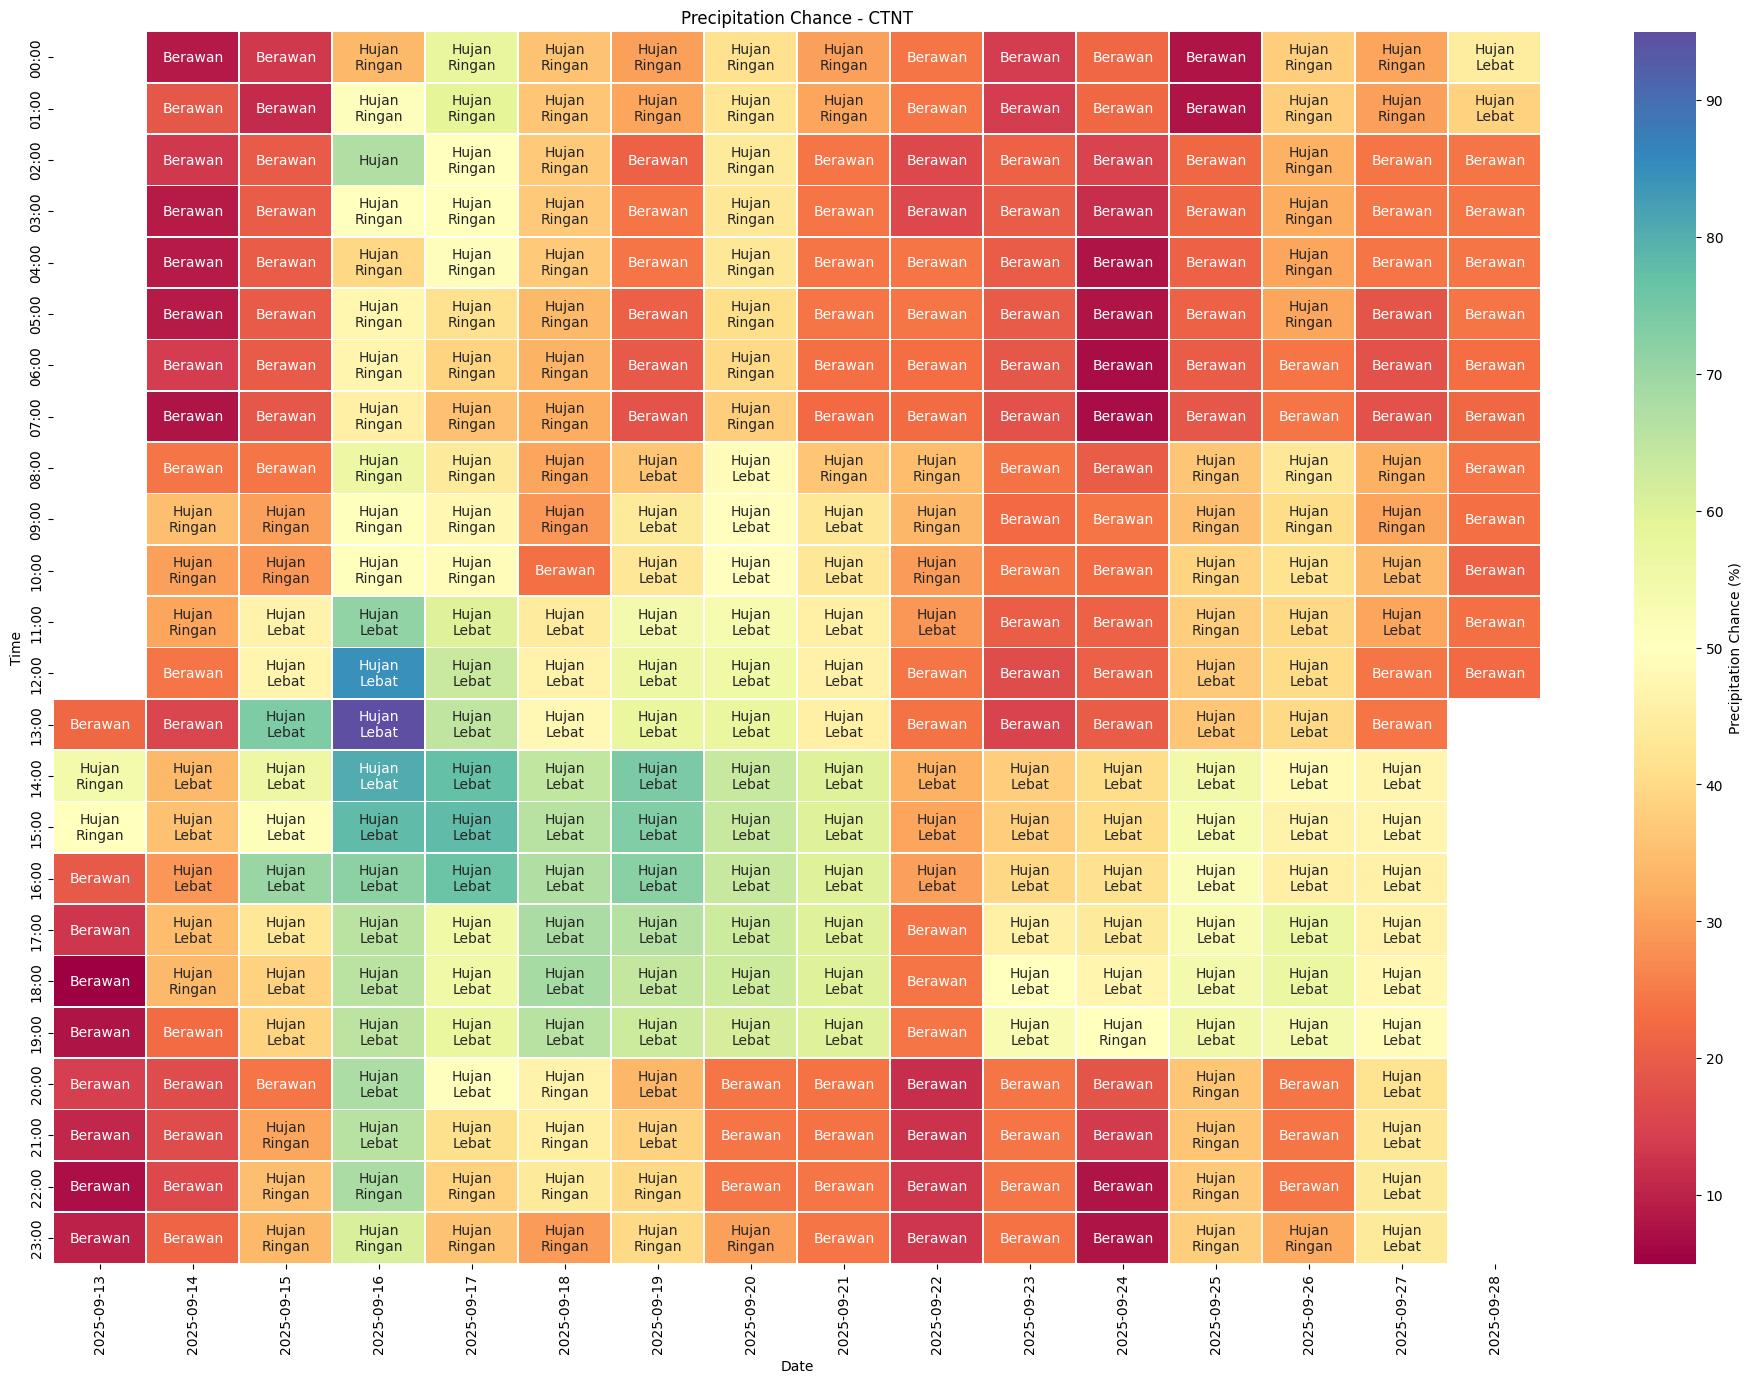 Precipitation Chance - CTNT
00:00 Berawan Berawan Hujan Ringan Hujan Ringan Hujan Ringan Hujan Ringan Hujan Ringan Hujan Ringan Berawan Berawan Berawan Berawan Hujan Ringan Hujan Ringan Hujan Lebat
01:00 Berawan Berawan Hujan Ringan Hujan Ringan Hujan Ringan Hujan Ringan Hujan Ringan Hujan Ringan Berawan Berawan Berawan Berawan Hujan Ringan Hujan Ringan Hujan Lebat
02:00 Berawan Berawan Hujan Hujan Ringan Hujan Ringan Berawan Hujan Ringan Berawan Berawan Berawan Berawan Berawan Hujan Ringan Berawan Berawan
03:00 Berawan Berawan Hujan Ringan Hujan Ringan Hujan Ringan Berawan Hujan Ringan Berawan Berawan Berawan Berawan Berawan Hujan Ringan Berawan Berawan
04:00 Berawan Berawan Hujan Ringan Hujan Ringan Hujan Ringan Berawan Hujan Ringan Berawan Berawan Berawan Berawan Berawan Hujan Ringan Berawan Berawan
05:00 Berawan Berawan Hujan Ringan Hujan Ringan Hujan Ringan Berawan Hujan Ringan Berawan Berawan Berawan Berawan Berawan Hujan Ringan Berawan Berawan
06:00 Berawan Berawan Hujan Ringan Hujan Ringan Hujan Ringan Berawan Hujan Ringan Berawan Berawan Berawan Berawan Berawan Berawan Berawan Berawan
07:00 Berawan Berawan Hujan Ringan Hujan Ringan Hujan Ringan Berawan Hujan Ringan Berawan Berawan Berawan Berawan Berawan Berawan Berawan Berawan
08:00 Berawan Berawan Hujan Ringan Hujan Ringan Hujan Ringan Hujan Lebat Hujan Lebat Hujan Ringan Hujan Ringan Berawan Berawan Hujan Ringan Hujan Ringan Hujan Ringan Berawan
09:00 Hujan Ringan Hujan Ringan Hujan Ringan Hujan Ringan Hujan Ringan Hujan Lebat Hujan Lebat Hujan Lebat Hujan Ringan Berawan Berawan Hujan Ringan Hujan Ringan Hujan Ringan Berawan
10:00 Hujan Ringan Hujan Ringan Hujan Ringan Hujan Ringan Berawan Hujan Lebat Hujan Lebat Hujan Lebat Hujan Ringan Berawan Berawan Hujan Ringan Hujan Lebat Hujan Lebat Berawan
11:00 Hujan Ringan Hujan Lebat Hujan Lebat Hujan Lebat Hujan Lebat Hujan Lebat Hujan Lebat Hujan Lebat Hujan Lebat Berawan Berawan Hujan Ringan Hujan Lebat Hujan Lebat Berawan
12:00 Berawan Hujan Lebat Hujan Lebat Hujan Lebat Hujan Lebat Hujan Lebat Hujan Lebat Hujan Lebat Berawan Berawan Berawan Hujan Lebat Hujan Lebat Berawan Berawan
13:00 Berawan Berawan Hujan Lebat Hujan Lebat Hujan Lebat Hujan Lebat Hujan Lebat Hujan Lebat Hujan Lebat Berawan Berawan Berawan Hujan Lebat Hujan Lebat Berawan
14:00 Hujan Ringan Hujan Lebat Hujan Lebat Hujan Lebat Hujan Lebat Hujan Lebat Hujan Lebat Hujan Lebat Hujan Lebat Hujan Lebat Hujan Lebat Hujan Lebat Hujan Lebat Hujan Lebat Hujan Lebat
15:00 Hujan Ringan Hujan Lebat Hujan Lebat Hujan Lebat Hujan Lebat Hujan Lebat Hujan Lebat Hujan Lebat Hujan Lebat Hujan Lebat Hujan Lebat Hujan Lebat Hujan Lebat Hujan Lebat Hujan Lebat
16:00 Berawan Hujan Lebat Hujan Lebat Hujan Lebat Hujan Lebat Hujan Lebat Hujan Lebat Hujan Lebat Hujan Lebat Hujan Lebat Hujan Lebat Hujan Lebat Hujan Lebat Hujan Lebat Hujan Lebat
17:00 Berawan Hujan Lebat Hujan Lebat Hujan Lebat Hujan Lebat Hujan Lebat Hujan Lebat Hujan Lebat Hujan Lebat Berawan Hujan Lebat Hujan Lebat Hujan Lebat Hujan Lebat Hujan Lebat
18:00 Berawan Hujan Ringan Hujan Lebat Hujan Lebat Hujan Lebat Hujan Lebat Hujan Lebat Hujan Lebat Hujan Lebat Berawan Hujan Lebat Hujan Lebat Hujan Lebat Hujan Lebat Hujan Lebat
19:00 Berawan Berawan Hujan Lebat Hujan Lebat Hujan Lebat Hujan Lebat Hujan Lebat Hujan Lebat Hujan Lebat Berawan Hujan Lebat Hujan Ringan Hujan Lebat Hujan Lebat Hujan Lebat
20:00 Berawan Berawan Berawan Hujan Lebat Hujan Lebat Hujan Ringan Hujan Lebat Berawan Berawan Berawan Berawan Berawan Hujan Ringan Berawan Hujan Lebat
21:00 Berawan Berawan Hujan Ringan Hujan Lebat Hujan Lebat Hujan Ringan Hujan Lebat Berawan Berawan Berawan Berawan Berawan Hujan Ringan Berawan Hujan Lebat
22:00 Berawan Berawan Hujan Ringan Hujan Ringan Hujan Ringan Hujan Ringan Hujan Ringan Berawan Berawan Berawan Berawan Berawan Hujan Ringan Berawan Hujan Lebat
23:00 Berawan Berawan Hujan Ringan Hujan Ringan Hujan Ringan Hujan Ringan Hujan Ringan Hujan Ringan Berawan Berawan Berawan Berawan Hujan Ringan Hujan Ringan Hujan Lebat
Time
2025-09-13 2025-09-14 2025-09-15 2025-09-16 2025-09-17 2025-09-18 2025-09-19 2025-09-20 2025-09-21 2025-09-22 2025-09-23 2025-09-24 2025-09-25 2025-09-26 2025-09-27 2025-09-28
Date
90
80
70
60
50
40
30
20
10
Precipitation Chance (%)